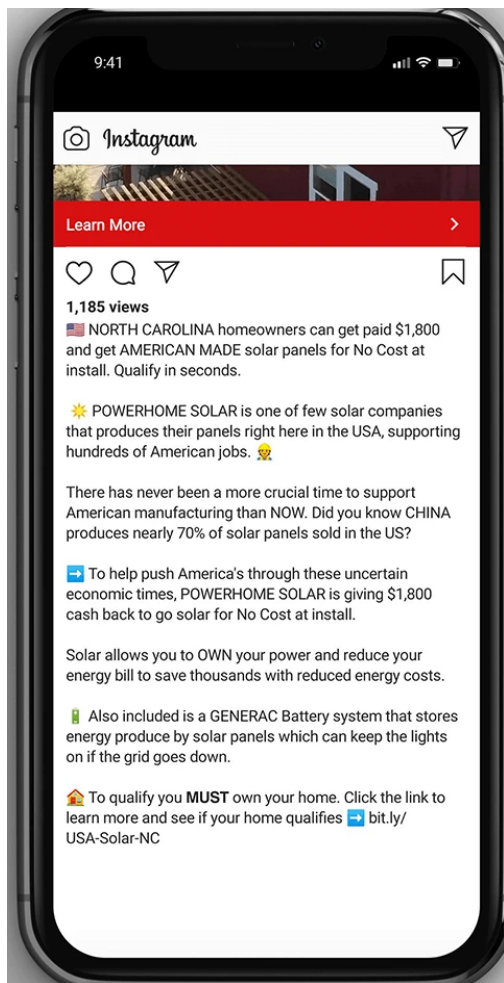 9:41
Instagram
Learn More
1,185 views
🇺🇸 NORTH CAROLINA homeowners can get paid $1,800
and get AMERICAN MADE solar panels for No Cost at
install. Qualify in seconds.
☀️ POWERHOME SOLAR is one of few solar companies
that produces their panels right here in the USA, supporting
hundreds of American jobs. 👷
There has never been a more crucial time to support
American manufacturing than NOW. Did you know CHINA
produces nearly 70% of solar panels sold in the US?
➡️ To help push America's through these uncertain
economic times, POWERHOME SOLAR is giving $1,800
cash back to go solar for No Cost at install.
Solar allows you to OWN your power and reduce your
energy bill to save thousands with reduced energy costs.
🔋 Also included is a GENERAC Battery system that stores
energy produce by solar panels which can keep the lights
on if the grid goes down.
🏠 To qualify you MUST own your home. Click the link to
learn more and see if your home qualifies ➡️ bit.ly/
USA-Solar-NC